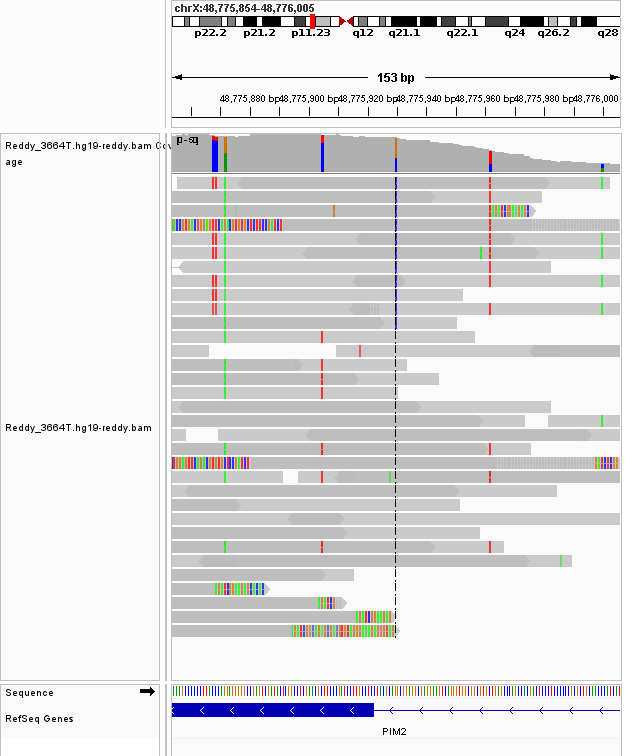 chrX:48,775,854-48,776,005
p22.2 p21.2 p11.23 q12 q21.1 q22.1 q24 q26.2 q28
153 bp
48,775,880 bp 48,775,900 bp 48,775,920 bp 48,775,940 bp 48,775,960 bp 48,775,980 bp 48,776,000
Reddy_3664T.hg19-reddy.bam Cov
age
Reddy_3664T.hg19-reddy.bam
Sequence
RefSeq Genes
PIM2